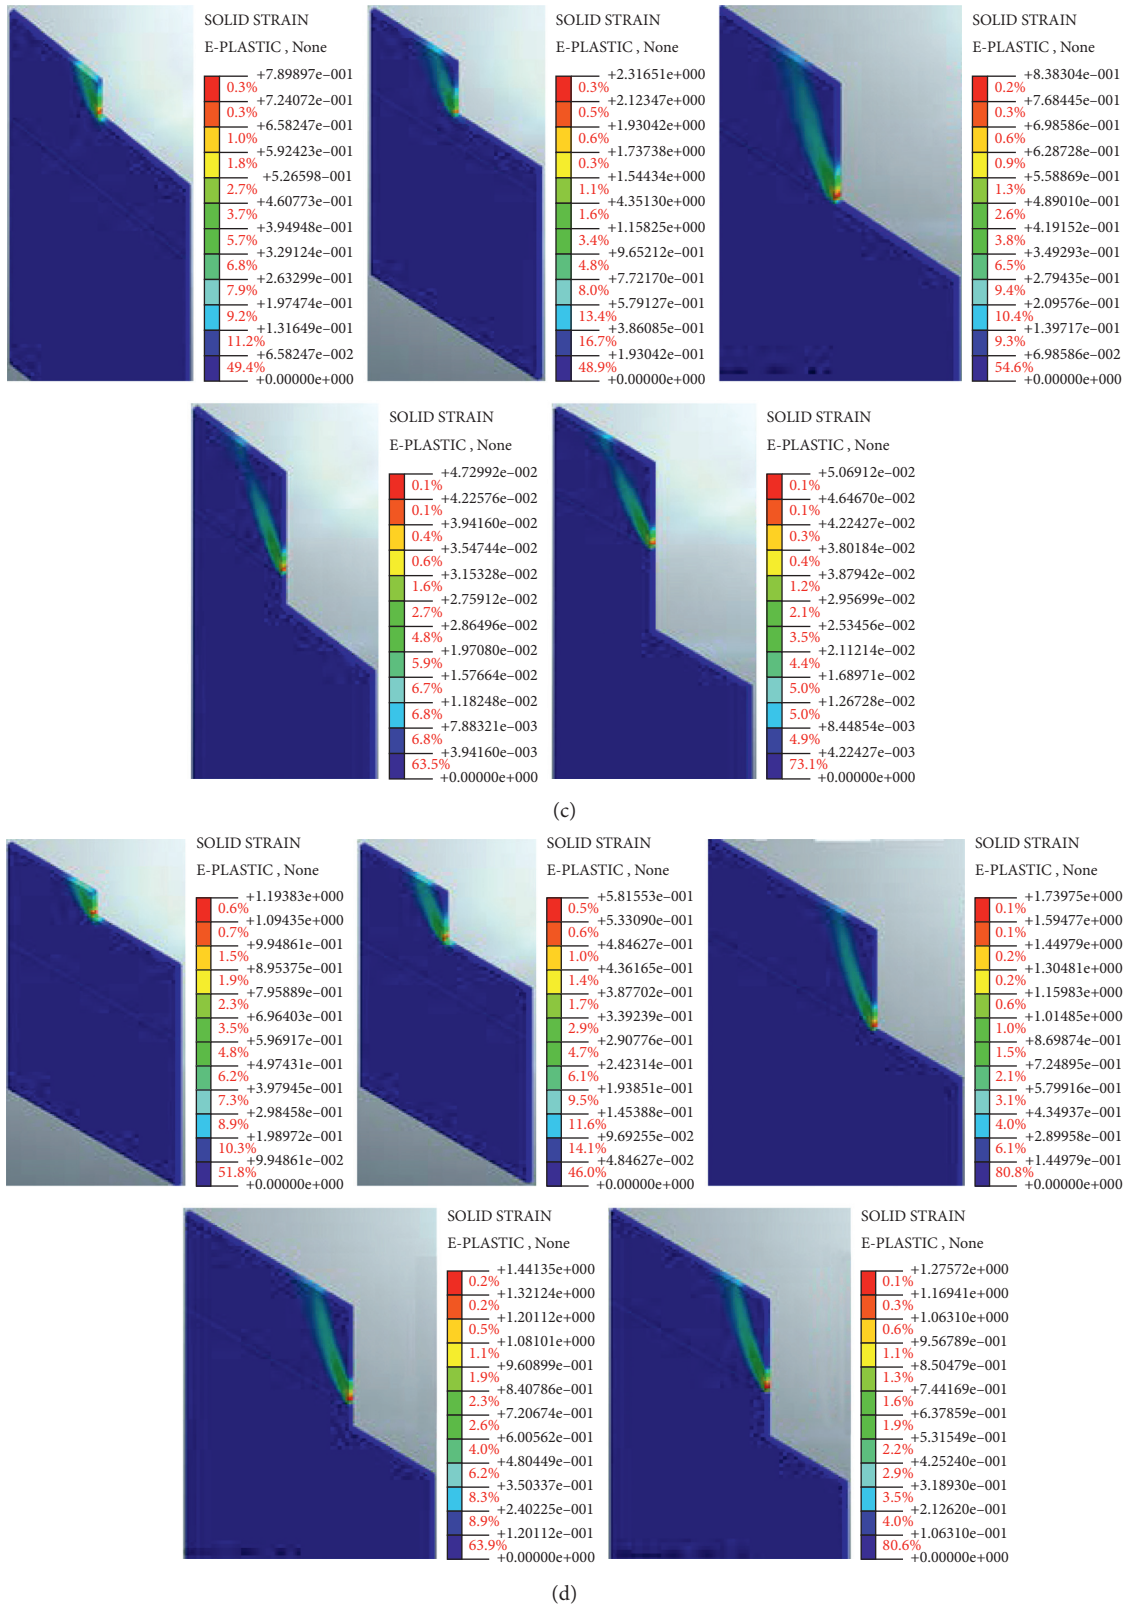 SOLID STRAIN
E-PLASTIC , None
+7.89897e–001
0.3%
+7.24072e–001
0.3%
+6.58247e–001
1.0%
+5.92423e–001
1.8%
+5.26598–001
2.7%
+4.60773e–001
3.7%
+3.94948e–001
5.7%
+3.29124e–001
6.8%
+2.63299e–001
7.9%
+1.97474e–001
9.2%
+1.31649e–001
11.2%
+6.58247e–002
49.4%
+0.00000e+000
SOLID STRAIN
E-PLASTIC , None
+2.31651e+000
0.3%
+2.12347e+000
0.5%
+1.93042e+000
0.6%
+1.73738e+000
0.3%
+1.54434e+000
1.1%
+4.35130e+000
1.6%
+1.15825e+000
3.4%
+9.65212e–001
4.8%
+7.72170e–001
8.0%
+5.79127e–001
13.4%
+3.86085e–001
16.7%
+1.93042e–001
48.9%
+0.00000e+000
SOLID STRAIN
E-PLASTIC , None
+8.38304e–001
0.2%
+7.68445e–001
0.3%
+6.98586e–001
0.6%
+6.28728e–001
0.9%
+5.58869e–001
1.3%
+4.89010e–001
2.6%
+4.19152e–001
3.8%
+3.49293e–001
6.5%
+2.79435e–001
9.4%
+2.09576e–001
10.4%
+1.39717e–001
9.3%
+6.98586e–002
54.6%
+0.00000e+000
SOLID STRAIN
E-PLASTIC , None
+4.72992e–002
0.1%
+4.22576e–002
0.1%
+3.94160e–002
0.4%
+3.54744e–002
0.6%
+3.15328e–002
1.6%
+2.75912e–002
2.7%
+2.86496e–002
4.8%
+1.97080e–002
5.9%
+1.57664e–002
6.7%
+1.18248e–002
6.8%
+7.88321e–003
6.8%
+3.94160e–003
63.5%
+0.00000e+000
SOLID STRAIN
E-PLASTIC , None
+5.06912e–002
0.1%
+4.64670e–002
0.1%
+4.22427e–002
0.3%
+3.80184e–002
0.4%
+3.87942e–002
1.2%
+2.95699e–002
2.1%
+2.53456e–002
3.5%
+2.11214e–002
4.4%
+1.68971e–002
5.0%
+1.26728e–002
5.0%
+8.44854e–003
4.9%
+4.22427e–003
73.1%
+0.00000e+000
(c)
SOLID STRAIN
E-PLASTIC , None
+1.19383e+000
0.6%
+1.09435e+000
0.7%
+9.94861e–001
1.5%
+8.95375e–001
1.9%
+7.95889e–001
2.3%
+6.96403e–001
3.5%
+5.96917e–001
4.8%
+4.97431e–001
6.2%
+3.97945e–001
7.3%
+2.98458e–001
8.9%
+1.98972e–001
10.3%
+9.94861e–002
51.8%
+0.00000e+000
SOLID STRAIN
E-PLASTIC , None
+5.81553e–001
0.5%
+5.33090e–001
0.6%
+4.84627e–001
1.0%
+4.36165e–001
1.4%
+3.87702e–001
1.7%
+3.39239e–001
2.9%
+2.90776e–001
4.7%
+2.42314e–001
6.1%
+1.93851e–001
9.5%
+1.45388e–001
11.6%
+9.69255e–002
14.1%
+4.84627e–002
46.0%
+0.00000e+000
SOLID STRAIN
E-PLASTIC , None
+1.73975e+000
0.1%
+1.59477e+000
0.1%
+1.44979e+000
0.2%
+1.30481e+000
0.2%
+1.15983e+000
0.6%
+1.01485e+000
1.0%
+8.69874e–001
1.5%
+7.24895e–001
2.1%
+5.79916e–001
3.1%
+4.34937e–001
4.0%
+2.89958e–001
6.1%
+1.44979e–001
80.8%
+0.00000e+000
SOLID STRAIN
E-PLASTIC , None
+1.44135e+000
0.2%
+1.32124e+000
0.2%
+1.20112e+000
0.5%
+1.08101e+000
1.1%
+9.60899e–001
1.9%
+8.40786e–001
2.3%
+7.20674e–001
2.6%
+6.00562e–001
4.0%
+4.80449e–001
6.2%
+3.50337e–001
8.3%
+2.40225e–001
8.9%
+1.20112e–001
63.9%
+0.00000e+000
SOLID STRAIN
E-PLASTIC , None
+1.27572e+000
0.1%
+1.16941e+000
0.3%
+1.06310e+000
0.6%
+9.56789e–001
1.1%
+8.50479e–001
1.3%
+7.44169e–001
1.6%
+6.37859e–001
1.9%
+5.31549e–001
2.2%
+4.25240e–001
2.9%
+3.18930e–001
3.5%
+2.12620e–001
4.0%
+1.06310e–001
80.6%
+0.00000e+000
(d)